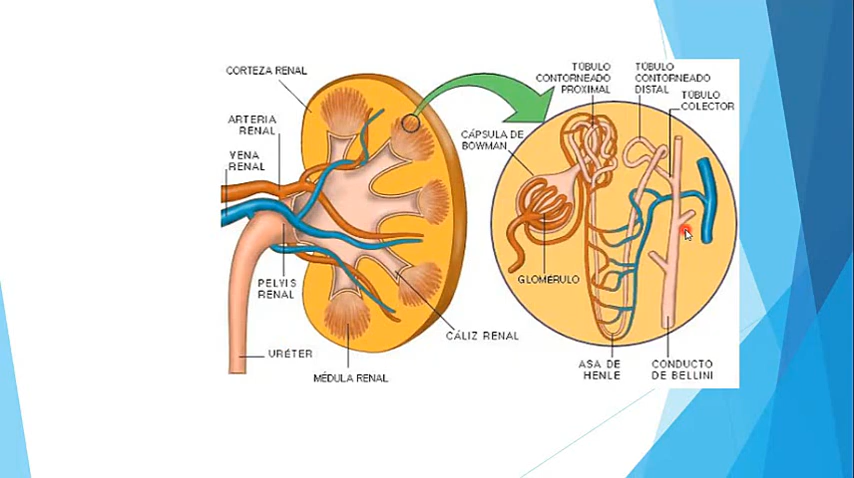 CORTEZA RENAL
ARTERIA
RENAL
VENA
RENAL
PELVIS
RENAL
URÉTER
MÉDULA RENAL
CÁLIZ RENAL
CÁPSULA DE
BOWMAN
TÚBULO
CONTORNEADO
PROXIMAL
TÚBULO
CONTORNEADO
DISTAL
TÚBULO
COLECTOR
GLOMÉRULO
ASA DE
HENLE
CONDUCTO
DE BELLINI